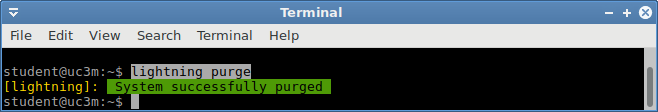 Terminal
File Edit View Search Terminal Help
student@uc3m:~$ lightning purge
[lightning]: System successfully purged
student@uc3m:~$